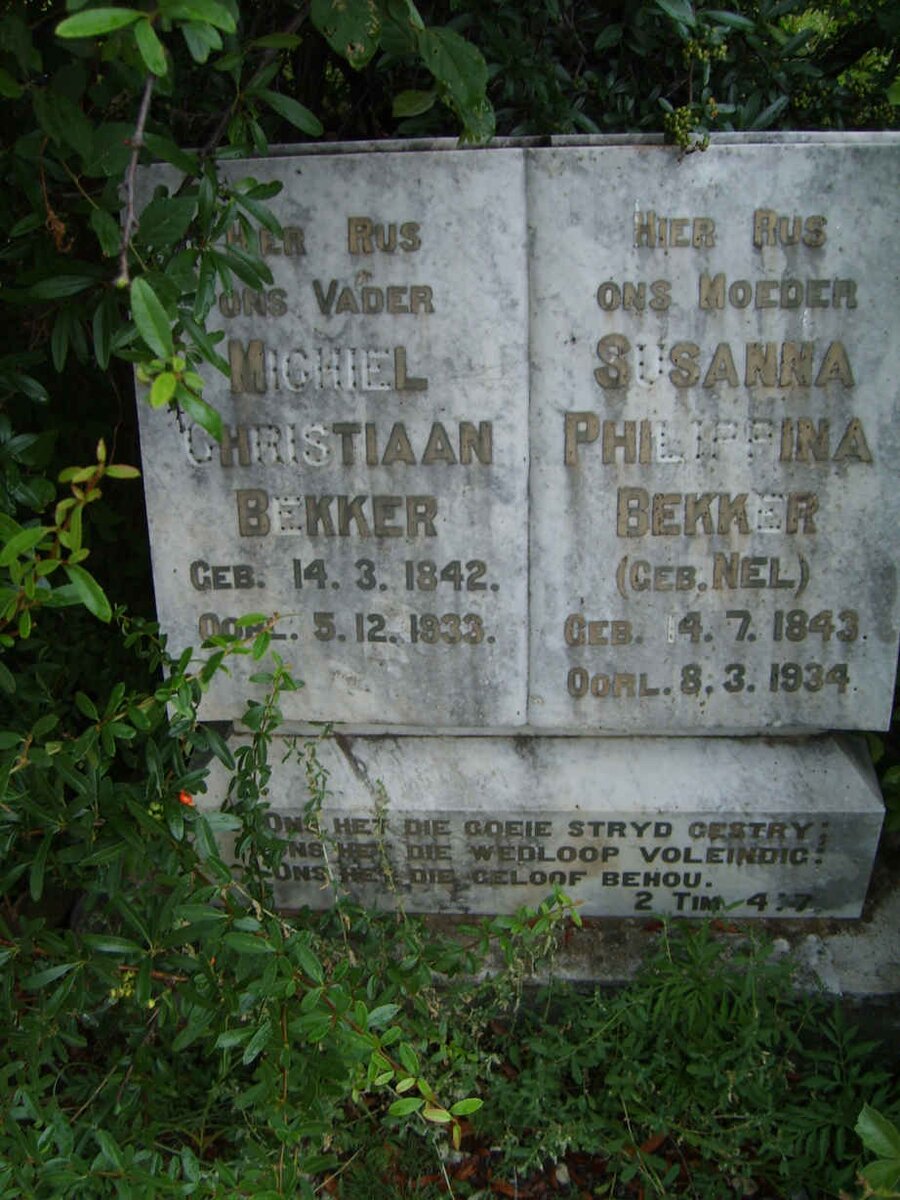 HIER RUS
ONS VADER
MICHIEL
CHRISTIAAN
BEKKER
GEB. 14.3.1842.
OORL. 5.12.1933.
HIER RUS
ONS MOEDER
SUSANNA
PHILIPPINA
BEKKER
(GEB. NEL)
GEB. 14.7.1843.
OORL. 8.3.1934.
ONS HET DIE GOEIE STRYD GESTRY:
ONS HET DIE WEDLOOP VOLEINDIG:
ONS HET DIE GELOOF BEHOU.
2 TIM 4:7